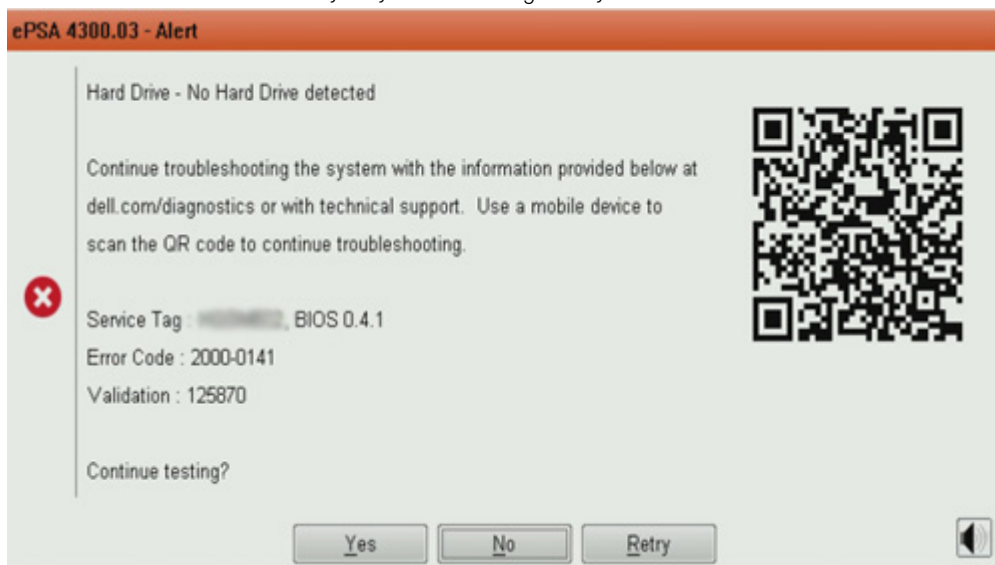 ePSA 4300.03 - Alert
Hard Drive - No Hard Drive detected
Continue troubleshooting the system with the information provided below at
dell.com/diagnostics or with technical support. Use a mobile device to
scan the QR code to continue troubleshooting.
Service Tag : , BIOS 0.4.1
Error Code : 2000-0141
Validation : 125870
Continue testing?
Yes
No
Retry